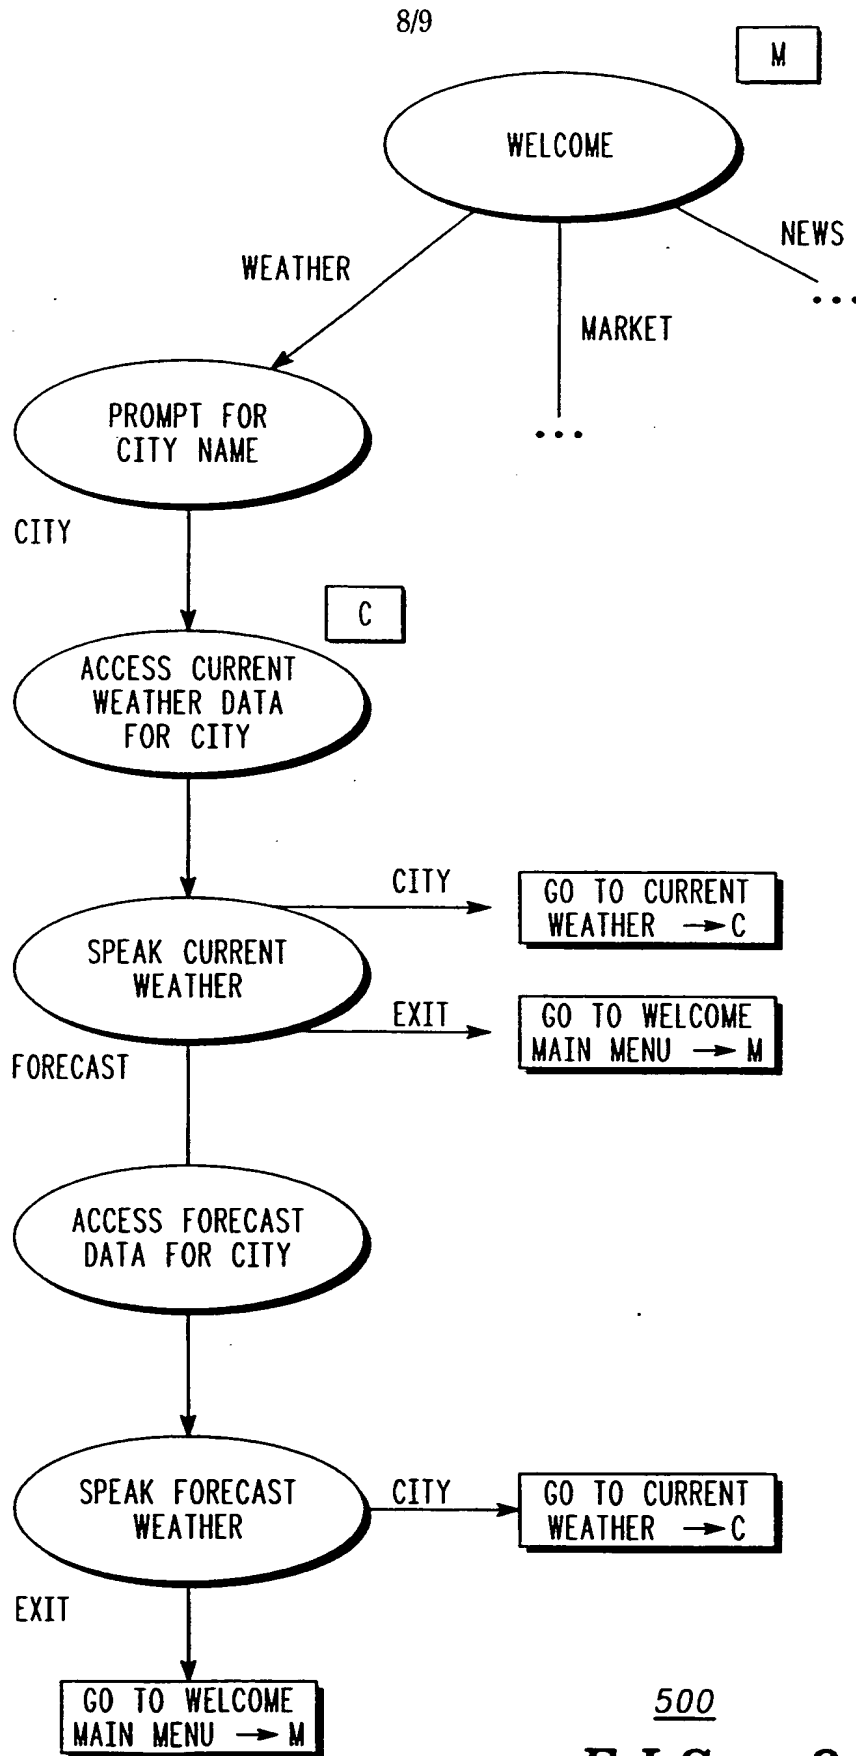 8/9
M
WELCOME
NEWS
...
WEATHER
MARKET
...
PROMPT FOR
CITY NAME
CITY
C
ACCESS CURRENT
WEATHER DATA
FOR CITY
CITY
GO TO CURRENT
WEATHER → C
SPEAK CURRENT
WEATHER
EXIT
GO TO WELCOME
MAIN MENU → M
FORECAST
ACCESS FORECAST
DATA FOR CITY
SPEAK FORECAST
WEATHER
CITY
GO TO CURRENT
WEATHER → C
EXIT
GO TO WELCOME
MAIN MENU → M
500